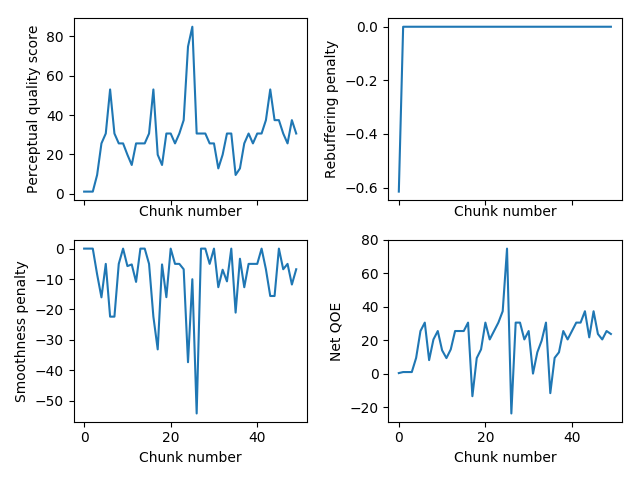 Perceptual quality score
80
60
40
20
0
Chunk number
Rebuffering penalty
0.0
−0.2
−0.4
−0.6
Chunk number
Smoothness penalty
0
−10
−20
−30
−40
−50
0 20 40
Chunk number
Net QOE
80
60
40
20
0
−20
0 20 40
Chunk number